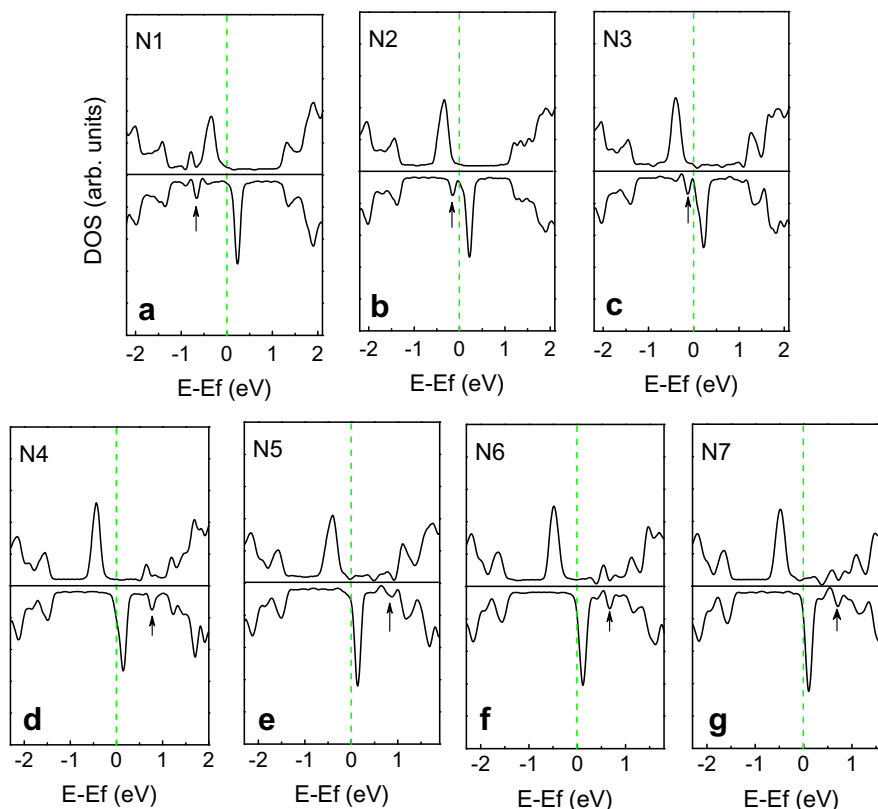 N1
N2
N3
DOS (arb. units)
a
b
c
-2 -1 0 1 2
-2 -1 0 1 2
-2 -1 0 1 2
E-Ef (eV)
E-Ef (eV)
E-Ef (eV)
N4
N5
N6
N7
d
e
f
g
-2 -1 0 1 2
-2 -1 0 1
-2 -1 0 1
-2 -1 0 1
E-Ef (eV)
E-Ef (eV)
E-Ef (eV)
E-Ef (eV)